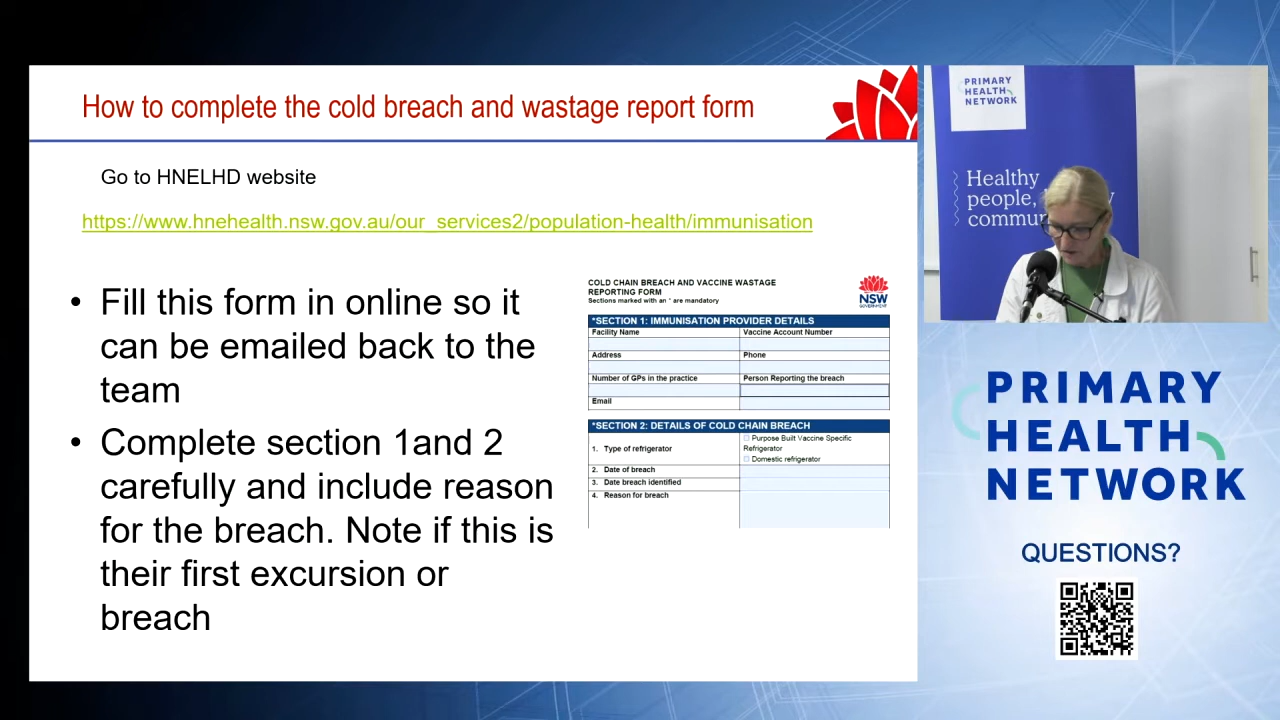 How to complete the cold breach and wastage report form
Go to HNELHD website
https://www.hnehealth.nsw.gov.au/our_services2/population-health/immunisation
• Fill this form in online so it
can be emailed back to the
team
• Complete section 1and 2
carefully and include reason
for the breach. Note if this is
their first excursion or
breach
COLD CHAIN BREACH AND VACCINE WASTAGE
REPORTING FORM
Sections marked with an * are mandatory
NSW
GOVERNMENT
*SECTION 1: IMMUNISATION PROVIDER DETAILS
Facility Name
Vaccine Account Number
Address
Phone
Number of GPs in the practice
Person Reporting the breach
Email
*SECTION 2: DETAILS OF COLD CHAIN BREACH
1. Type of refrigerator
Purpose Built Vaccine Specific
Refrigerator
Domestic refrigerator
2. Date of breach
3. Date breach identified
4. Reason for breach
PRIMARY
HEALTH
NETWORK
Healthy
people,
commun
PRIMARY
HEALTH
NETWORK
QUESTIONS?